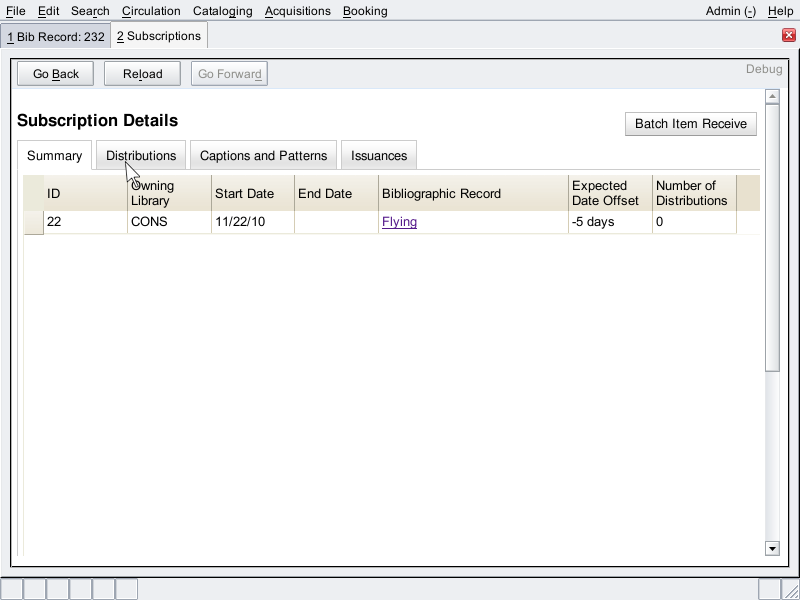 File Edit Search Circulation Cataloging Acquisitions Booking Admin (-) Help
1 Bib Record: 232 2 Subscriptions
Go Back Reload Go Forward Debug
Subscription Details
Batch Item Receive
Summary Distributions Captions and Patterns Issuances
ID Owning Library Start Date End Date Bibliographic Record Expected Date Offset Number of Distributions
22 CONS 11/22/10 Flying -5 days 0